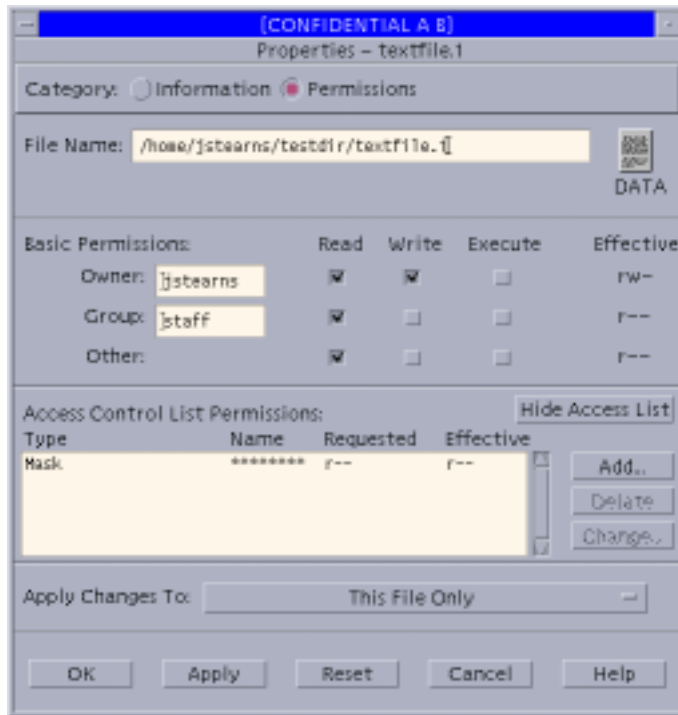 [CONFIDENTIAL A B]
Properties – textfile.1
Category: Information Permissions
File Name: /home/jstearns/testdir/textfile.1
DATA
Basic Permissions: Read Write Execute Effective
Owner: jstearns rw-
Group: staff r--
Other: r--
Access Control List Permissions: Hide Access List
Type Name Requested Effective
Mask ******** r-- r--
Add..
Delete
Change..
Apply Changes To: This File Only
OK Apply Reset Cancel Help